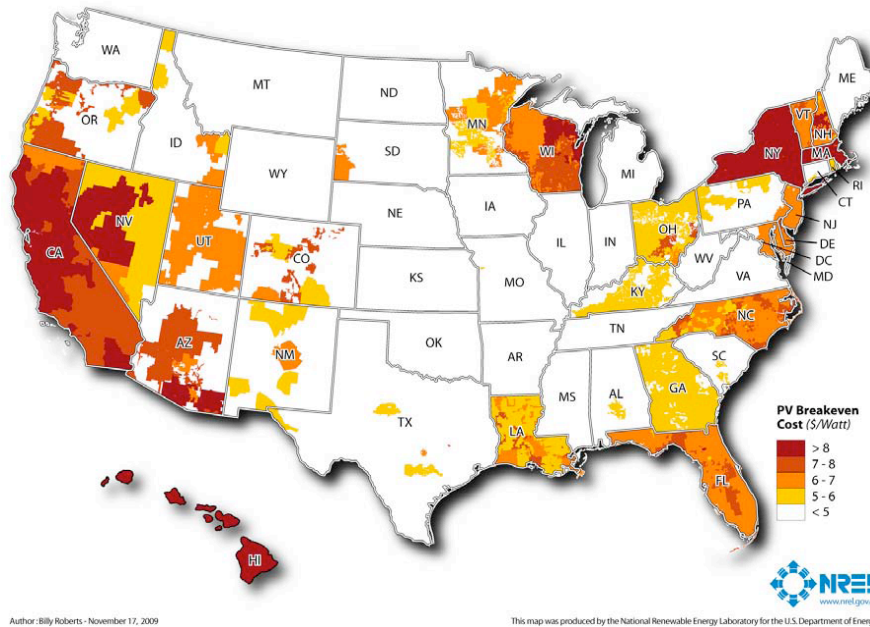 WA
MT
ND
MN
ME
OR
ID
SD
WI
VT
NH
NY
MA
WY
MI
RI
CT
NE
IA
PA
NV
NJ
UT
OH
DE
IL
IN
DC
CA
CO
MD
WV
KS
MO
VA
KY
NC
TN
AZ
OK
NM
AR
SC
MS
AL
GA
TX
LA
FL
HI
PV Breakeven
Cost ($/Watt)
> 8
7 - 8
6 - 7
5 - 6
< 5
NREL
www.nrel.gov
Author : Billy Roberts - November 17, 2009
This map was produced by the National Renewable Energy Laboratory for the U.S. Department of Energ